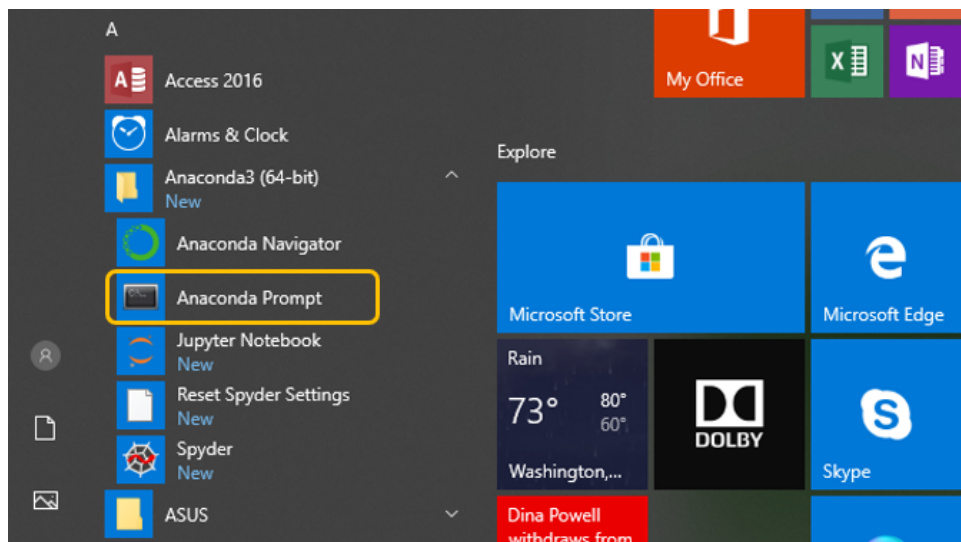 A
Access 2016
Alarms & Clock
Anaconda3 (64-bit)
New
Anaconda Navigator
Anaconda Prompt
Jupyter Notebook
New
Reset Spyder Settings
New
Spyder
New
ASUS
My Office
Explore
Microsoft Store
Microsoft Edge
Rain
73°
80°
60°
Washington,...
DOLBY
Skype
Dina Powell
withdraws from